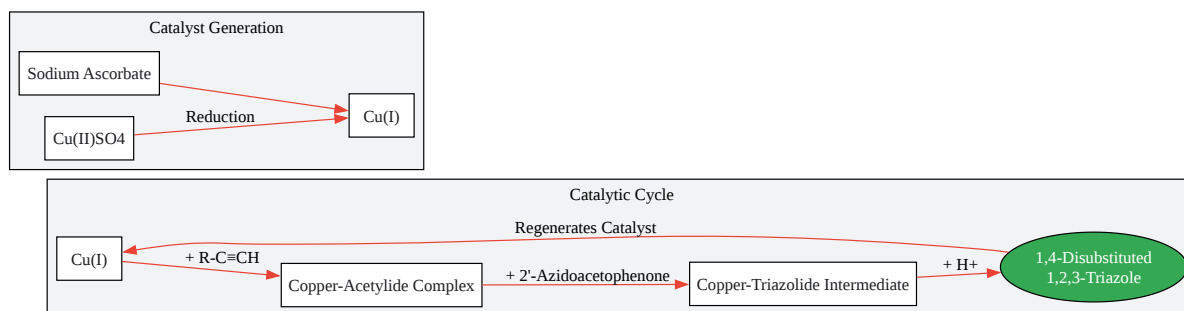 Catalyst Generation
Sodium Ascorbate
Reduction
Cu(II)SO4
Cu(I)
Catalytic Cycle
Regenerates Catalyst
Cu(I)
+ R-C≡CH
Copper-Acetylide Complex
+ 2'-Azidoacetophenone
Copper-Triazolide Intermediate
+ H+
1,4-Disubstituted
1,2,3-Triazole